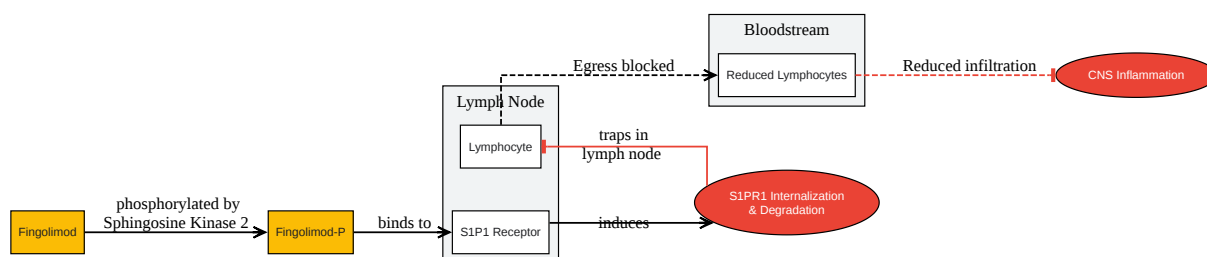 Bloodstream
Egress blocked
Reduced Lymphocytes
Reduced infiltration
CNS Inflammation
Lymph Node
Lymphocyte
traps in
lymph node
S1PR1 Internalization
& Degradation
phosphorylated by
Sphingosine Kinase 2
Fingolimod
Fingolimod-P
binds to
S1P1 Receptor
induces